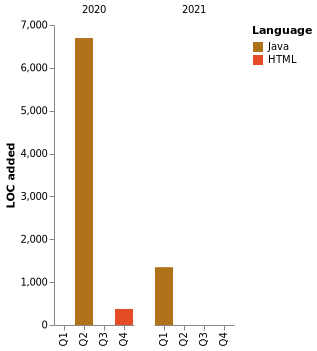 2020 2021
Language
Java
HTML
LOC added
7,000
6,000
5,000
4,000
3,000
2,000
1,000
0
Q1 Q2 Q3 Q4 Q1 Q2 Q3 Q4